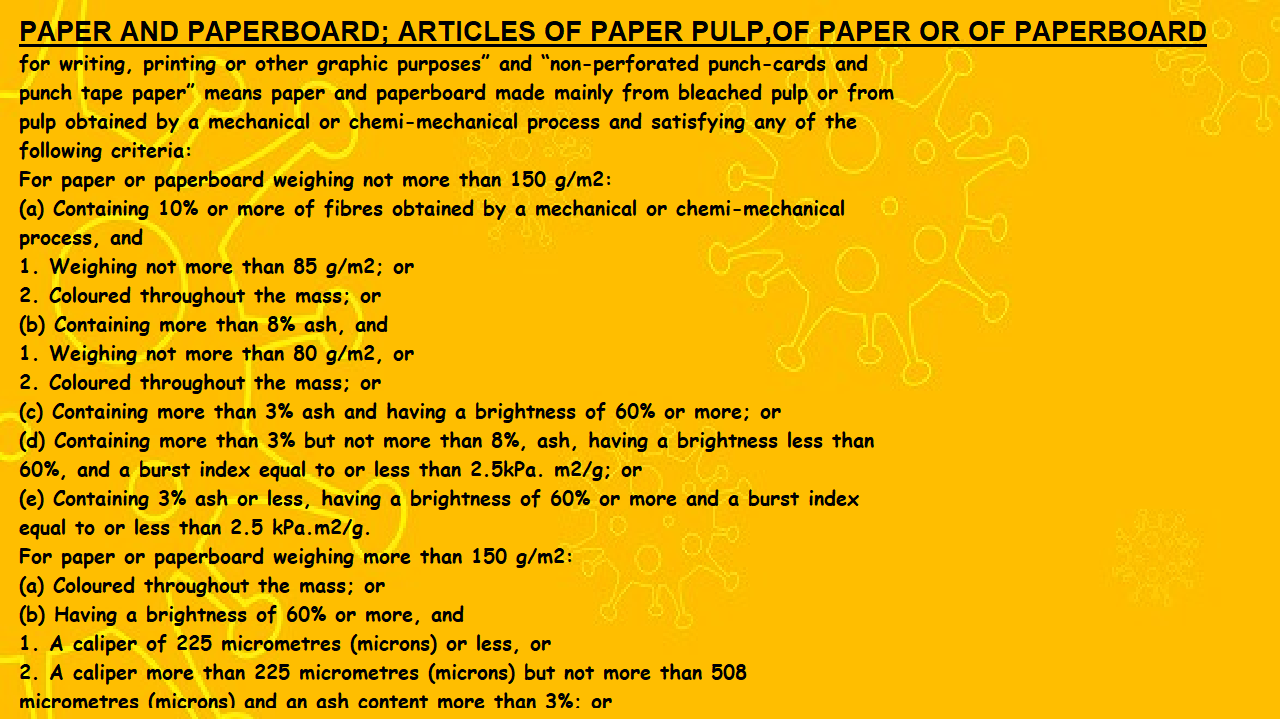 PAPER AND PAPERBOARD; ARTICLES OF PAPER PULP,OF PAPER OR OF PAPERBOARD
for writing, printing or other graphic purposes” and “non-perforated punch-cards and
punch tape paper” means paper and paperboard made mainly from bleached pulp or from
pulp obtained by a mechanical or chemi-mechanical process and satisfying any of the
following criteria:
For paper or paperboard weighing not more than 150 g/m2:
(a) Containing 10% or more of fibres obtained by a mechanical or chemi-mechanical
process, and
1. Weighing not more than 85 g/m2; or
2. Coloured throughout the mass; or
(b) Containing more than 8% ash, and
1. Weighing not more than 80 g/m2, or
2. Coloured throughout the mass; or
(c) Containing more than 3% ash and having a brightness of 60% or more; or
(d) Containing more than 3% but not more than 8%, ash, having a brightness less than
60%, and a burst index equal to or less than 2.5kPa. m2/g; or
(e) Containing 3% ash or less, having a brightness of 60% or more and a burst index
equal to or less than 2.5 kPa.m2/g.
For paper or paperboard weighing more than 150 g/m2:
(a) Coloured throughout the mass; or
(b) Having a brightness of 60% or more, and
1. A caliper of 225 micrometres (microns) or less, or
2. A caliper more than 225 micrometres (microns) but not more than 508
micrometres (microns) and an ash content more than 3%; or